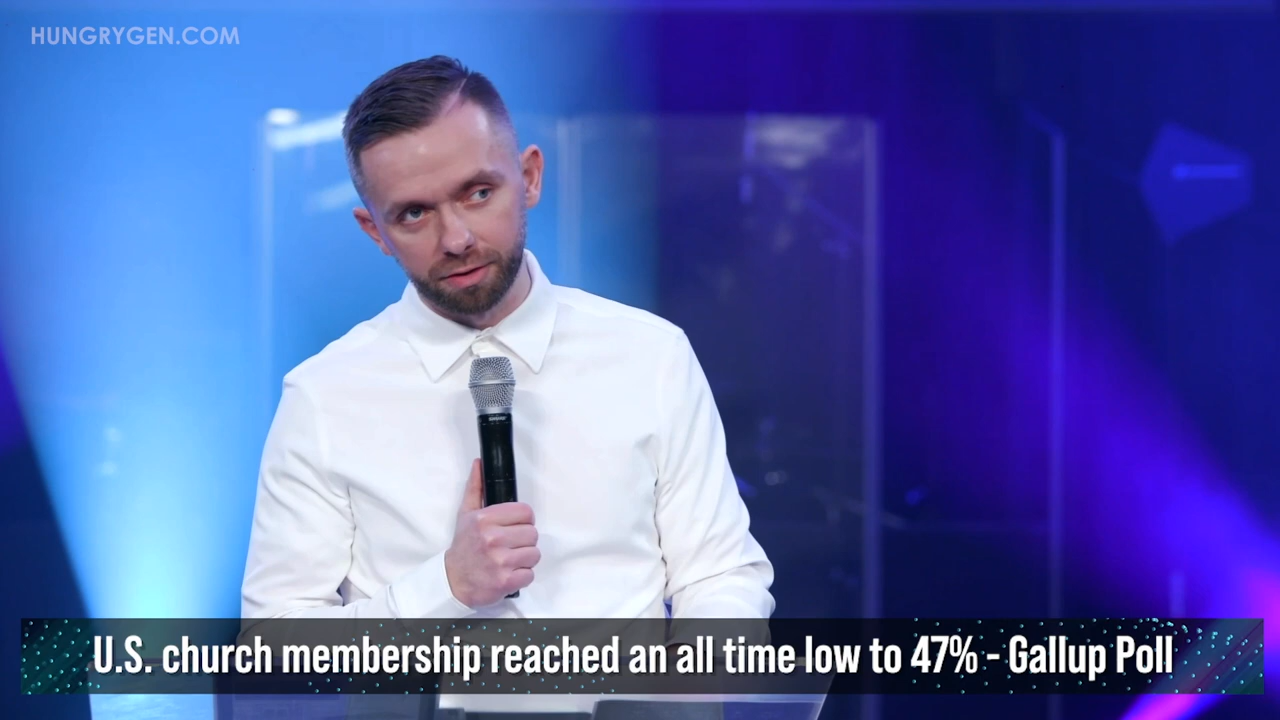 HUNGRYGEN.COM
U.S. church membership reached an all time low to 47% - Gallup Poll